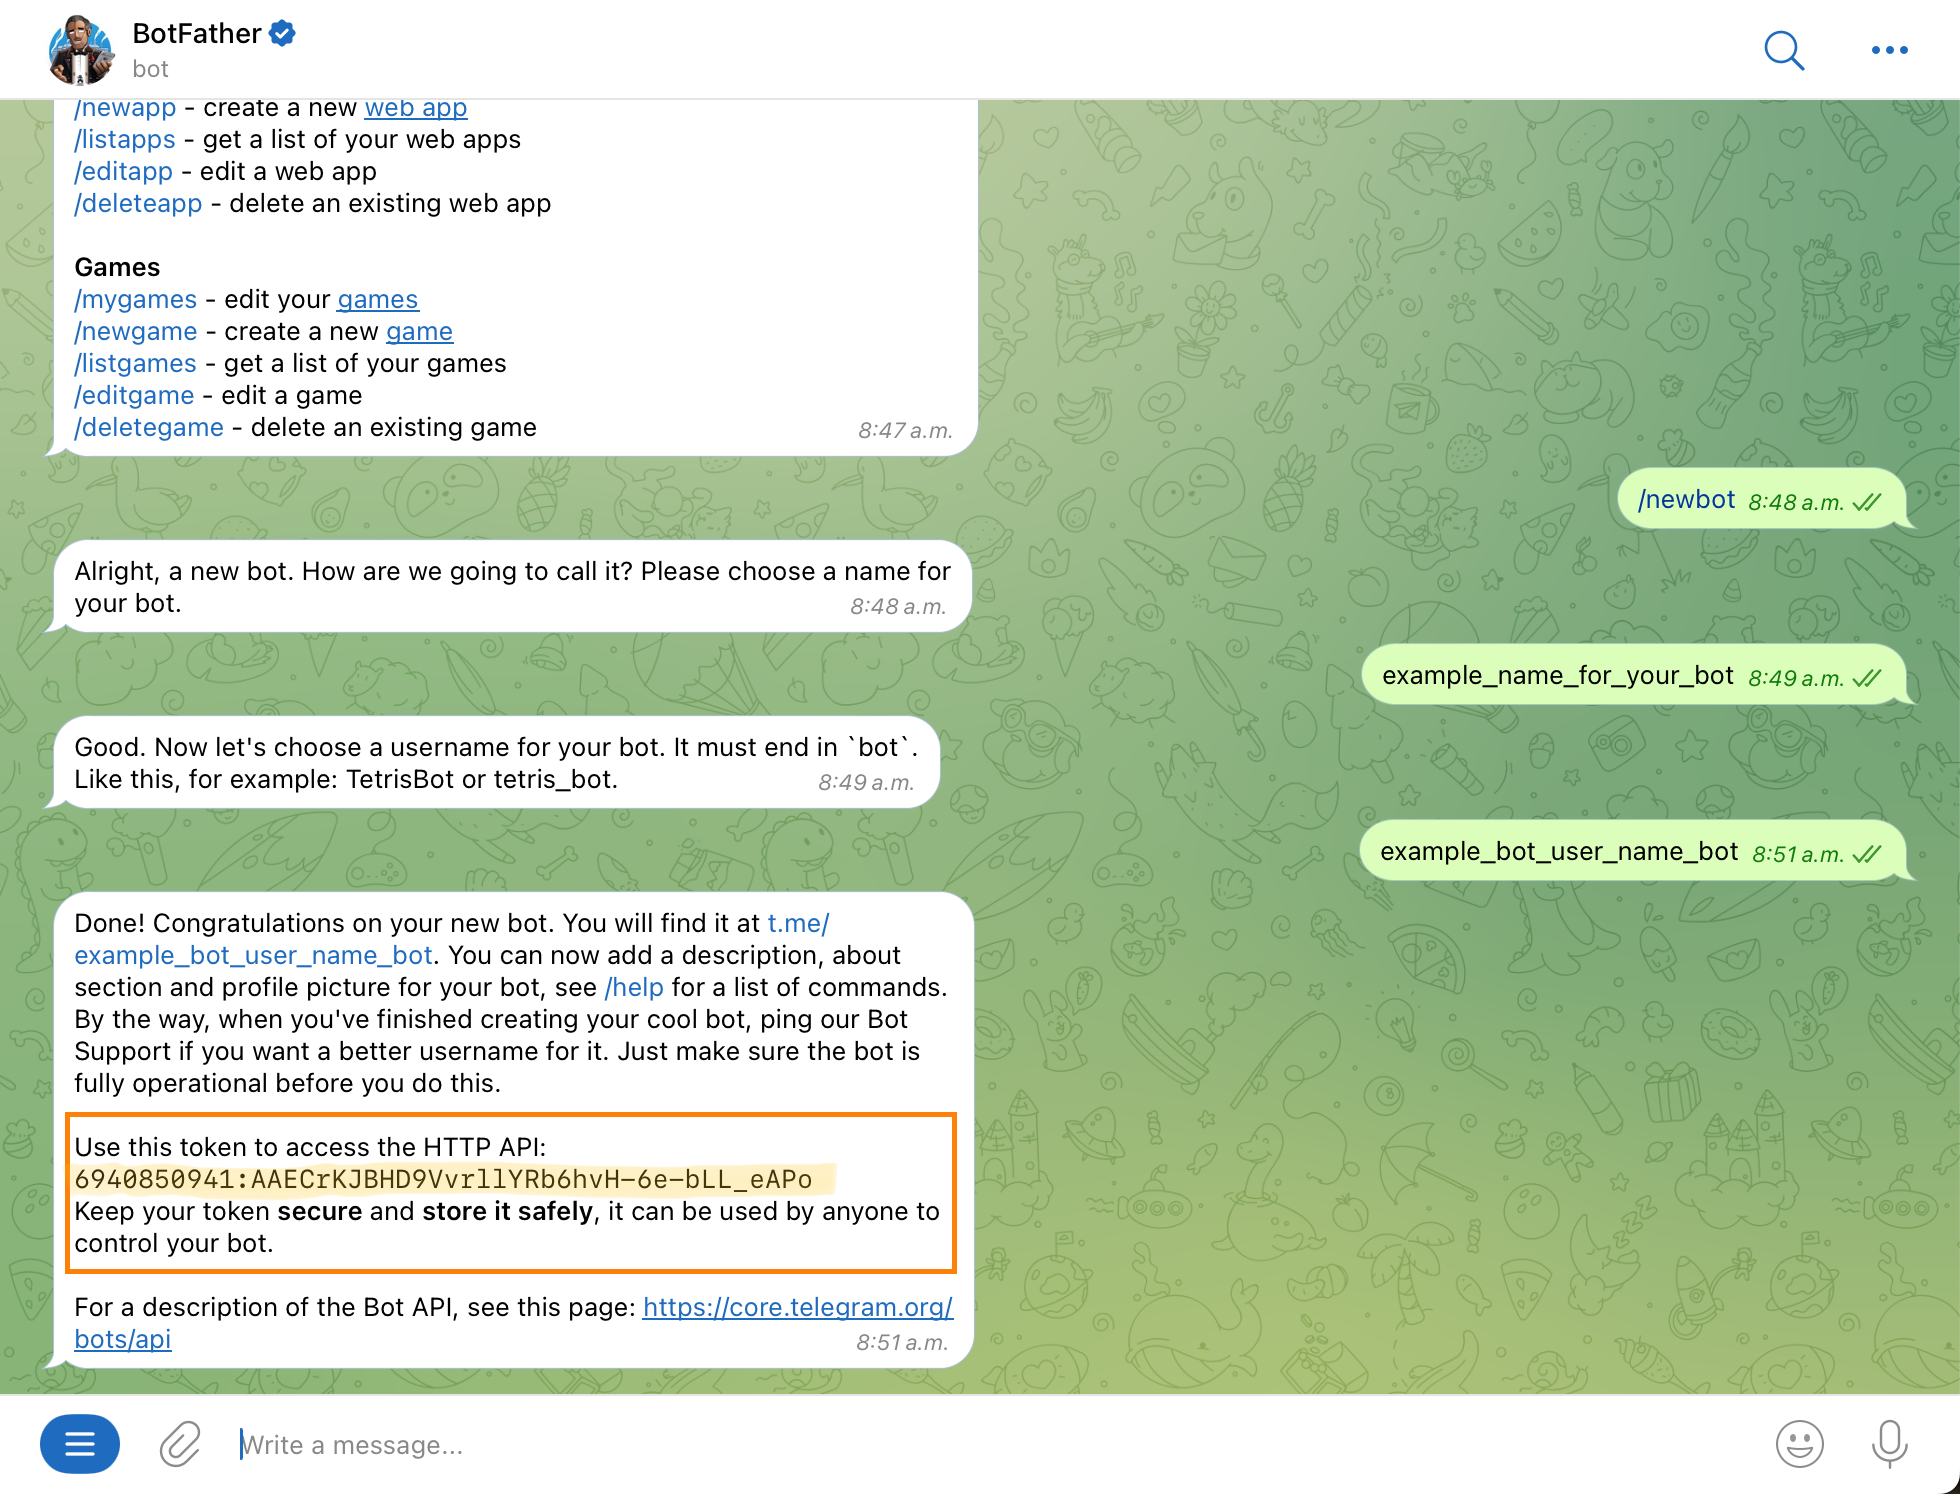 BotFather
bot
/newapp - create a new web app
/listapps - get a list of your web apps
/editapp - edit a web app
/deleteapp - delete an existing web app
Games
/mygames - edit your games
/newgame - create a new game
/listgames - get a list of your games
/editgame - edit a game
/deletegame - delete an existing game
8:47 a.m.
/newbot 8:48 a.m.
Alright, a new bot. How are we going to call it? Please choose a name for
your bot.
8:48 a.m.
example_name_for_your_bot 8:49 a.m.
Good. Now let's choose a username for your bot. It must end in `bot`.
Like this, for example: TetrisBot or tetris_bot.
8:49 a.m.
example_bot_user_name_bot 8:51 a.m.
Done! Congratulations on your new bot. You will find it at t.me/
example_bot_user_name_bot. You can now add a description, about
section and profile picture for your bot, see /help for a list of commands.
By the way, when you've finished creating your cool bot, ping our Bot
Support if you want a better username for it. Just make sure the bot is
fully operational before you do this.
Use this token to access the HTTP API:
6940850941:AAECrKJBHD9VvrllYRb6hvH-6e-bLL_eAPo
Keep your token secure and store it safely, it can be used by anyone to
control your bot.
For a description of the Bot API, see this page: https://core.telegram.org/
bots/api
8:51 a.m.
Write a message...